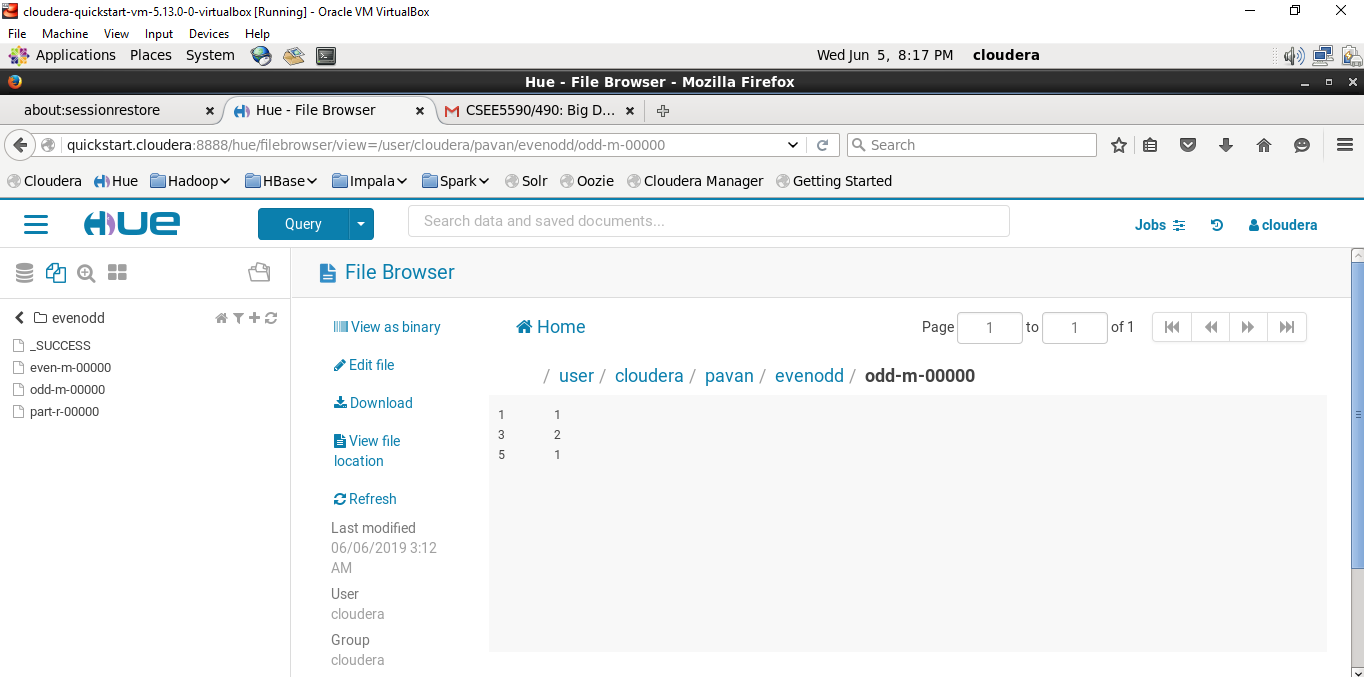 cloudera-quickstart-vm-5.13.0-0-virtualbox [Running] - Oracle VM VirtualBox
File Machine View Input Devices Help
Applications Places System Wed Jun 5, 8:17 PM cloudera
Hue - File Browser - Mozilla Firefox
about:sessionrestore Hue - File Browser CSEE5590/490: Big D...
quickstart.cloudera:8888/hue/filebrowser/view=/user/cloudera/pavan/evenodd/odd-m-00000 Search
Cloudera Hue Hadoop HBase Impala Spark Solr Oozie Cloudera Manager Getting Started
HUE Query Search data and saved documents... Jobs cloudera
File Browser
evenodd
_SUCCESS
even-m-00000
odd-m-00000
part-r-00000
View as binary
Edit file
Download
View file
location
Refresh
Last modified
06/06/2019 3:12
AM
User
cloudera
Group
cloudera
Home Page 1 to 1 of 1
/ user / cloudera / pavan / evenodd / odd-m-00000
1 1
3 2
5 1